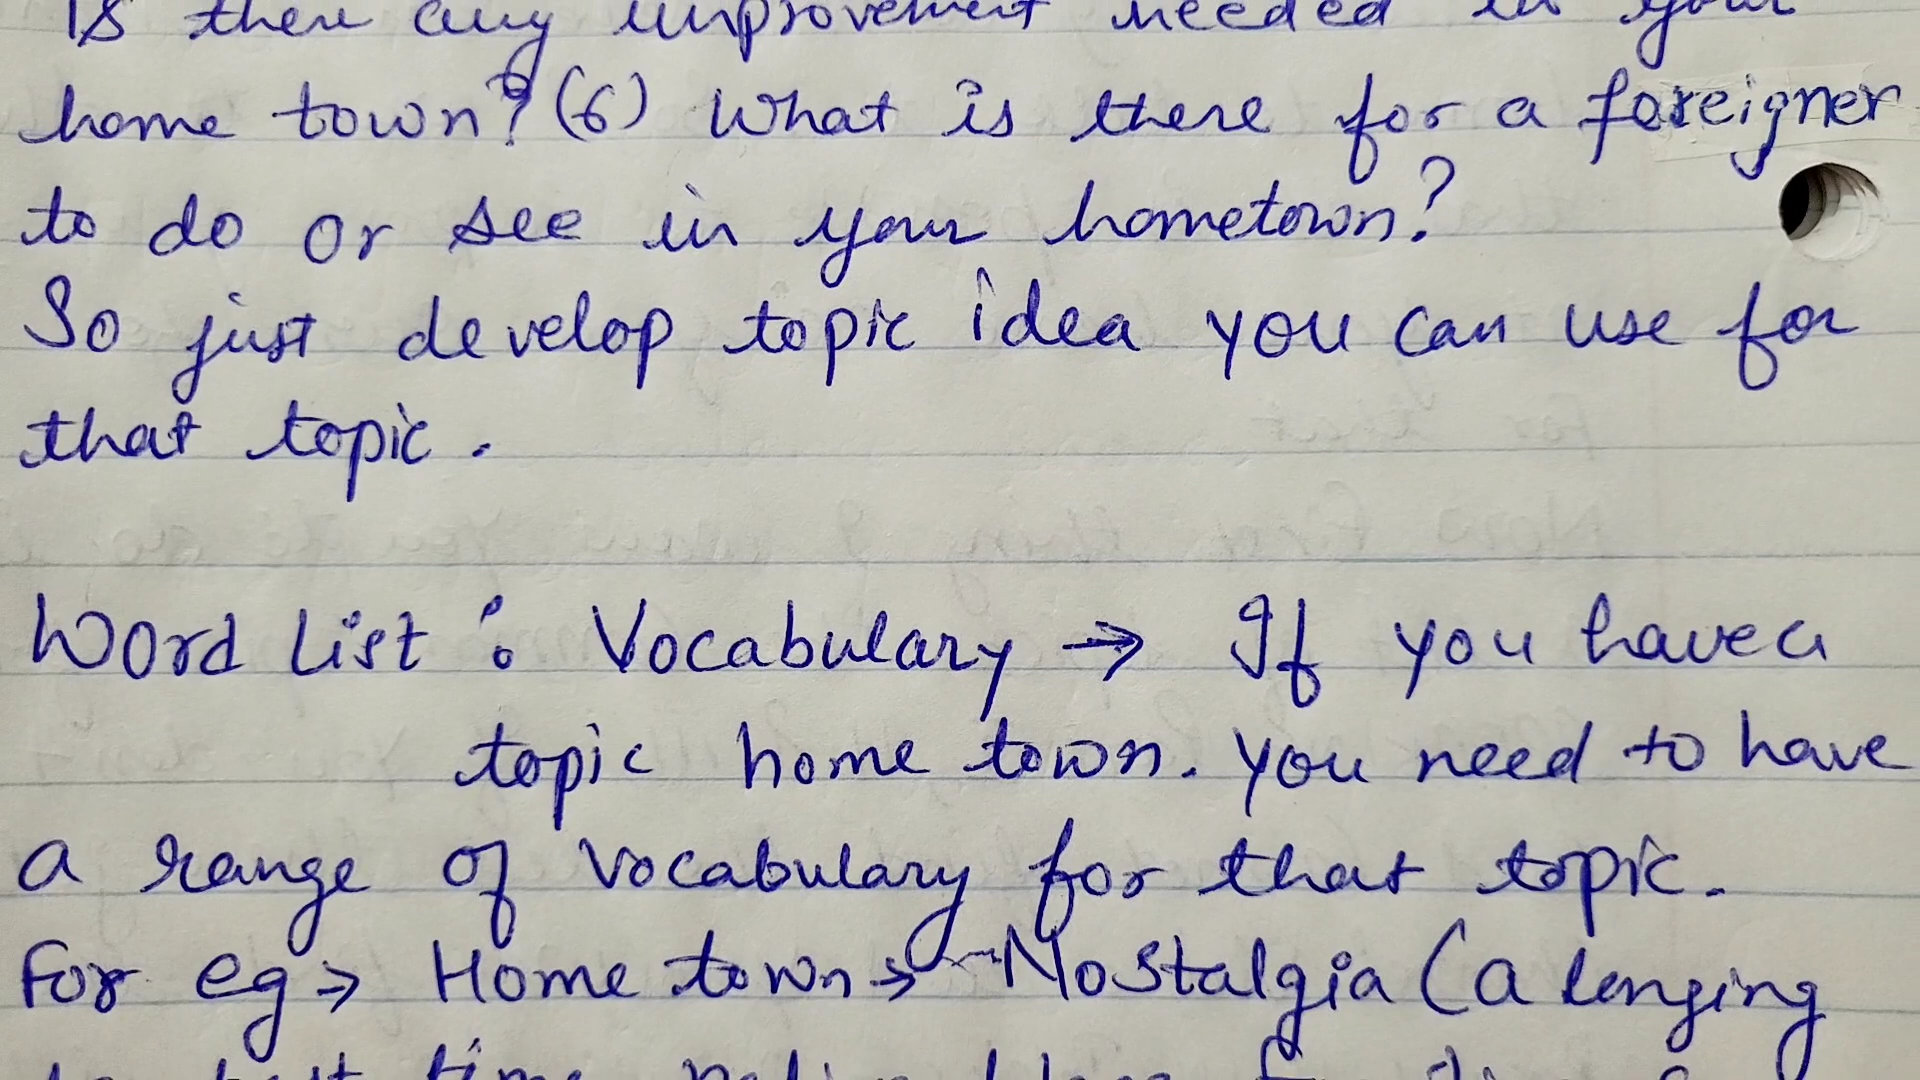 Is there any improvement needed in your
home town? (6) What is there for a foreigner
to do or see in your hometown?
So just develop topic idea you can use for
that topic.
Word List : Vocabulary → If you have a
topic home town. You need to have
a range of vocabulary for that topic.
For eg → Home town → Nostalgia (a longing
time